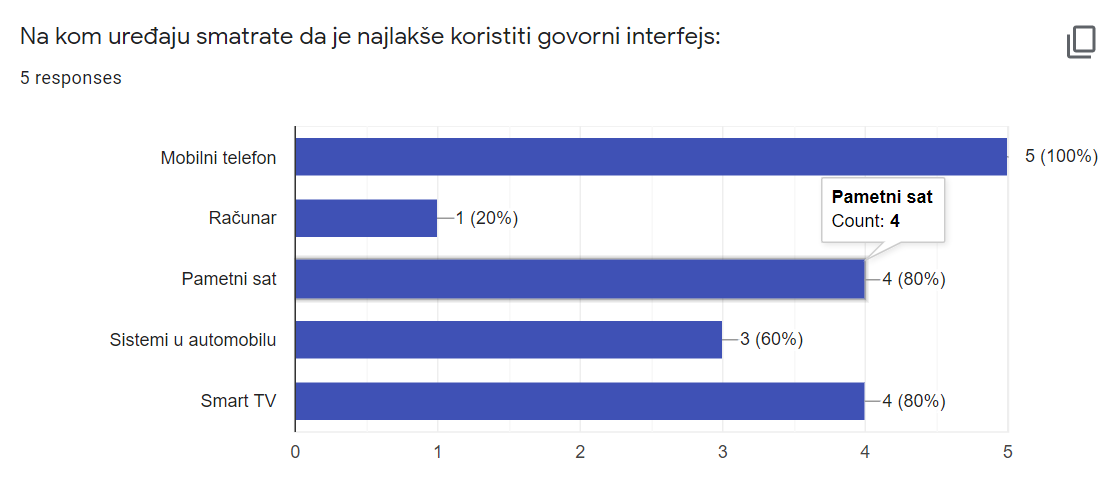 Na kom uređaju smatrate da je najlakše koristiti govorni interfejs:
5 responses
Mobilni telefon
5 (100%)
Računar
1 (20%)
Pametni sat
Count: 4
Pametni sat
4 (80%)
Sistemi u automobilu
3 (60%)
Smart TV
4 (80%)
0 1 2 3 4 5